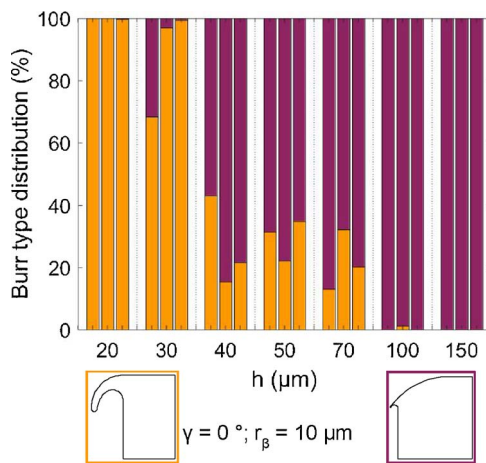 Burr type distribution (%)
100
80
60
40
20
0
20 30 40 50 70 100 150
h (µm)
γ = 0 °; r_β = 10 µm